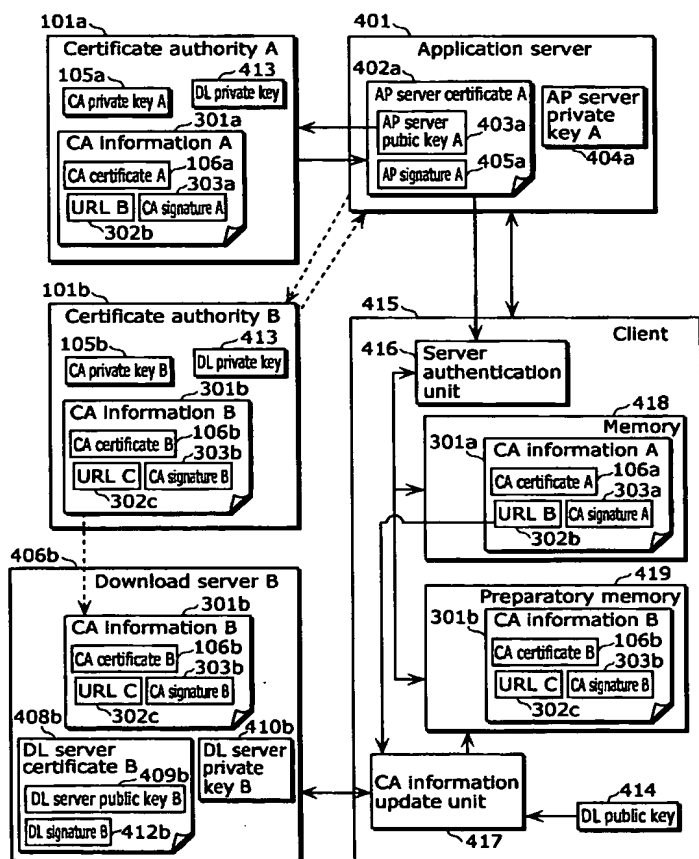 101a
Certificate authority A
105a
413
CA private key A
DL private key
301a
CA Information A
106a
CA certificate A
303a
URL B
CA signature A
302b
401
Application server
402a
AP server certificate A
AP server
pubic key A
403a
405a
AP signature A
AP server
private
key A
404a
101b
Certificate authority B
105b
413
CA private key B
DL private key
301b
CA Information B
106b
CA certificate B
303b
URL C
CA signature B
302c
406b
Download server B
301b
CA Information B
106b
CA certificate B
303b
URL C
CA signature B
302c
408b
DL server
certificate B
409b
DL server public key B
DL signature B
412b
410b
DL server
private
key B
415
Client
416
Server
authentication
unit
418
Memory
301a
CA information A
106a
CA certificate A
303a
URL B
CA signature A
302b
419
Preparatory memory
301b
CA information B
106b
CA certificate B
303b
URL C
CA signature B
302c
CA information
update unit
417
414
DL public key